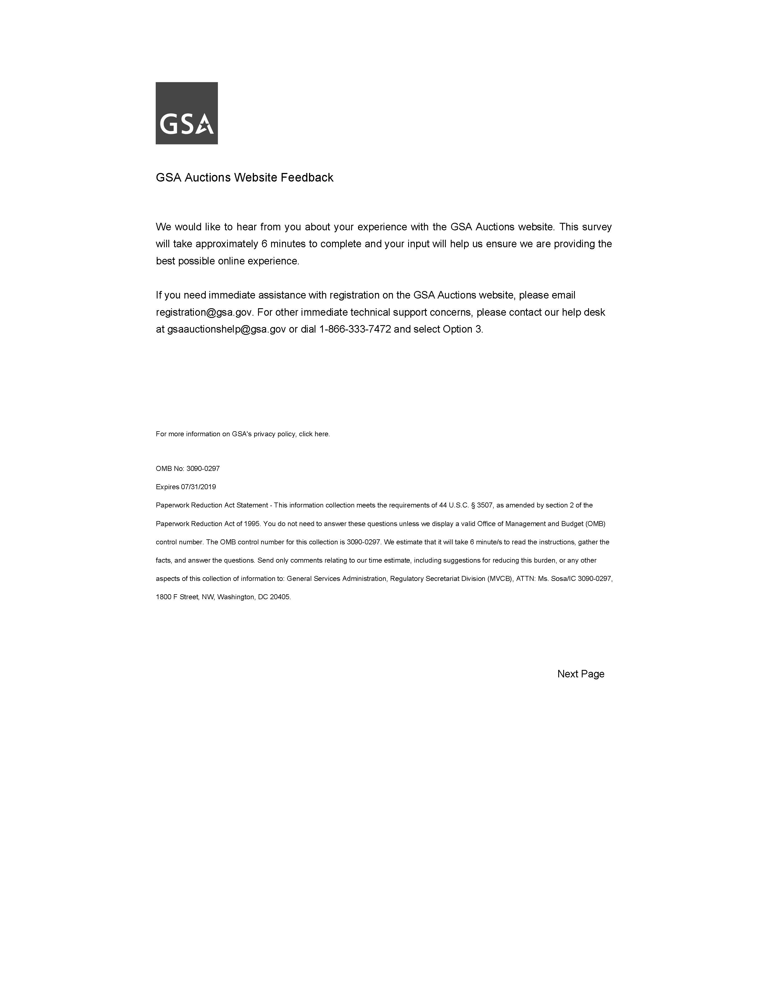 GSA
GSA Auctions Website Feedback
We would like to hear from you about your experience with the GSA Auctions website. This survey
will take approximately 6 minutes to complete and your input will help us ensure we are providing the
best possible online experience.
If you need immediate assistance with registration on the GSA Auctions website, please email
registration@gsa.gov. For other immediate technical support concerns, please contact our help desk
at gsaauctionshelp@gsa.gov or dial 1-866-333-7472 and select Option 3.
For more information on GSA's privacy policy, click here.
OMB No: 3090-0297
Expires 07/31/2019
Paperwork Reduction Act Statement - This information collection meets the requirements of 44 U.S.C. § 3507, as amended by section 2 of the
Paperwork Reduction Act of 1995. You do not need to answer these questions unless we display a valid Office of Management and Budget (OMB)
control number. The OMB control number for this collection is 3090-0297. We estimate that it will take 6 minute/s to read the instructions, gather the
facts, and answer the questions. Send only comments relating to our time estimate, including suggestions for reducing this burden, or any other
aspects of this collection of information to: General Services Administration, Regulatory Secretariat Division (MVCB), ATTN: Ms. Sosa/IC 3090-0297,
1800 F Street, NW, Washington, DC 20405.
Next Page